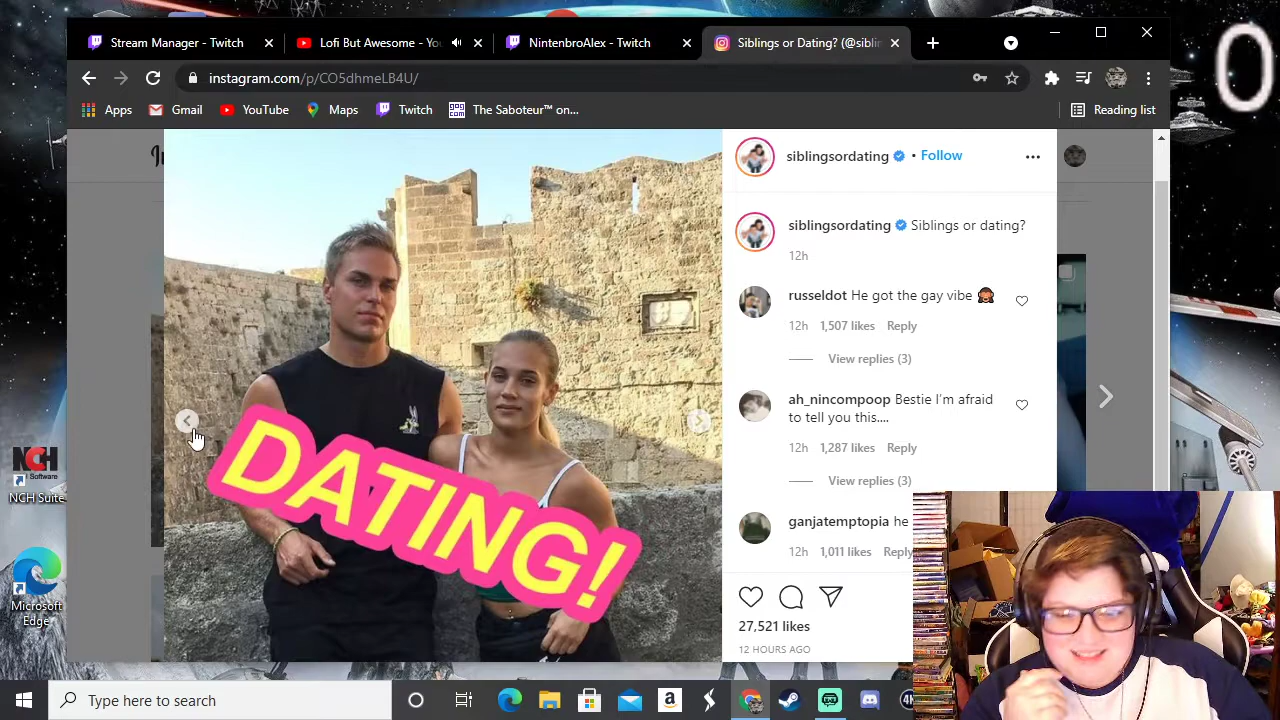 Stream Manager - Twitch
Lofi But Awesome - Yo
NintenbroAlex - Twitch
Siblings or Dating? (@siblin
instagram.com/p/CO5dhmeLB4U/
Apps
Gmail
YouTube
Maps
Twitch
The Saboteur™ on...
Reading list
siblingsordating • Follow
siblingsordating Siblings or dating?
12h
russeldot He got the gay vibe 🙈
12h 1,507 likes Reply
View replies (3)
ah_nincompoop Bestie I'm afraid
to tell you this....
12h 1,287 likes Reply
View replies (3)
ganjatemptopia he
12h 1,011 likes Reply
27,521 likes
12 HOURS AGO
DATING!
0
NCH
Software
NCH Suite
Microsoft
Edge
Type here to search